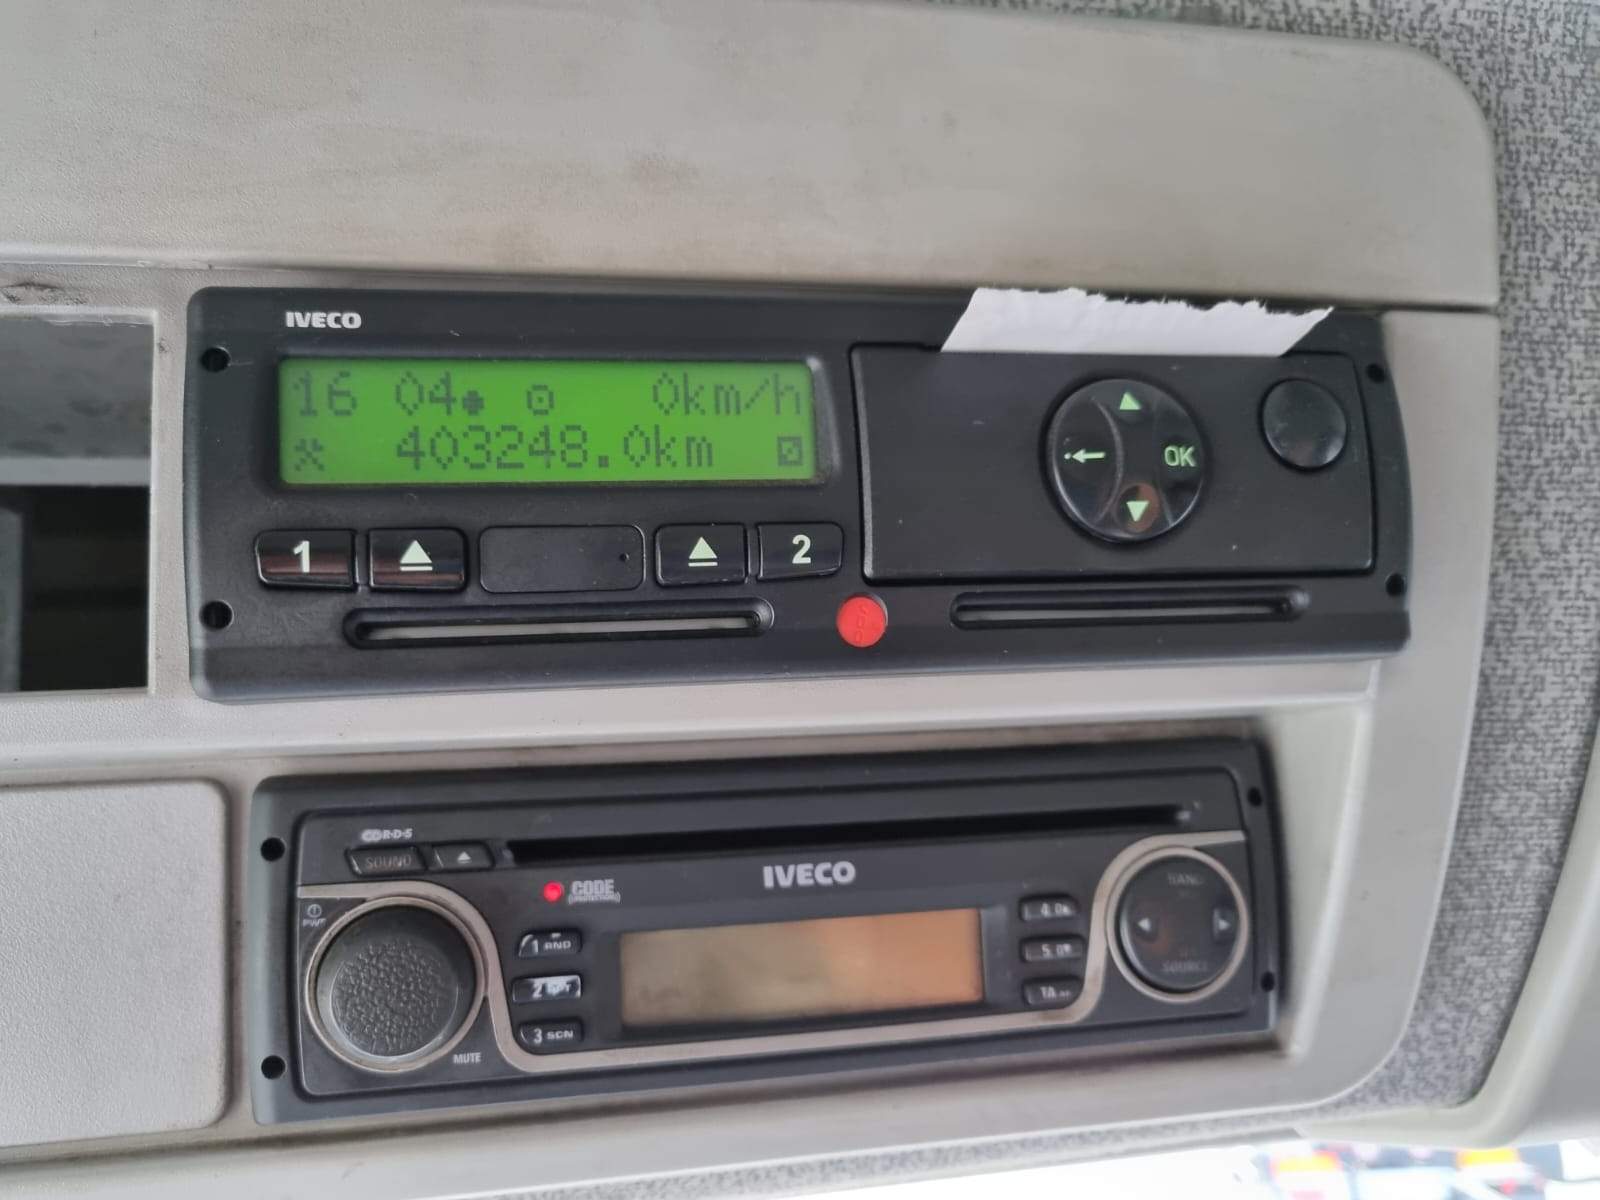 IVECO
16 04 0km/h
403248.0km
1 2
OK
R·D·S
SOUND
IVECO
CODE
BAND
PWR
1 RND
2 RPT
3 SCN
4
5
TA
SOURCE
MUTE